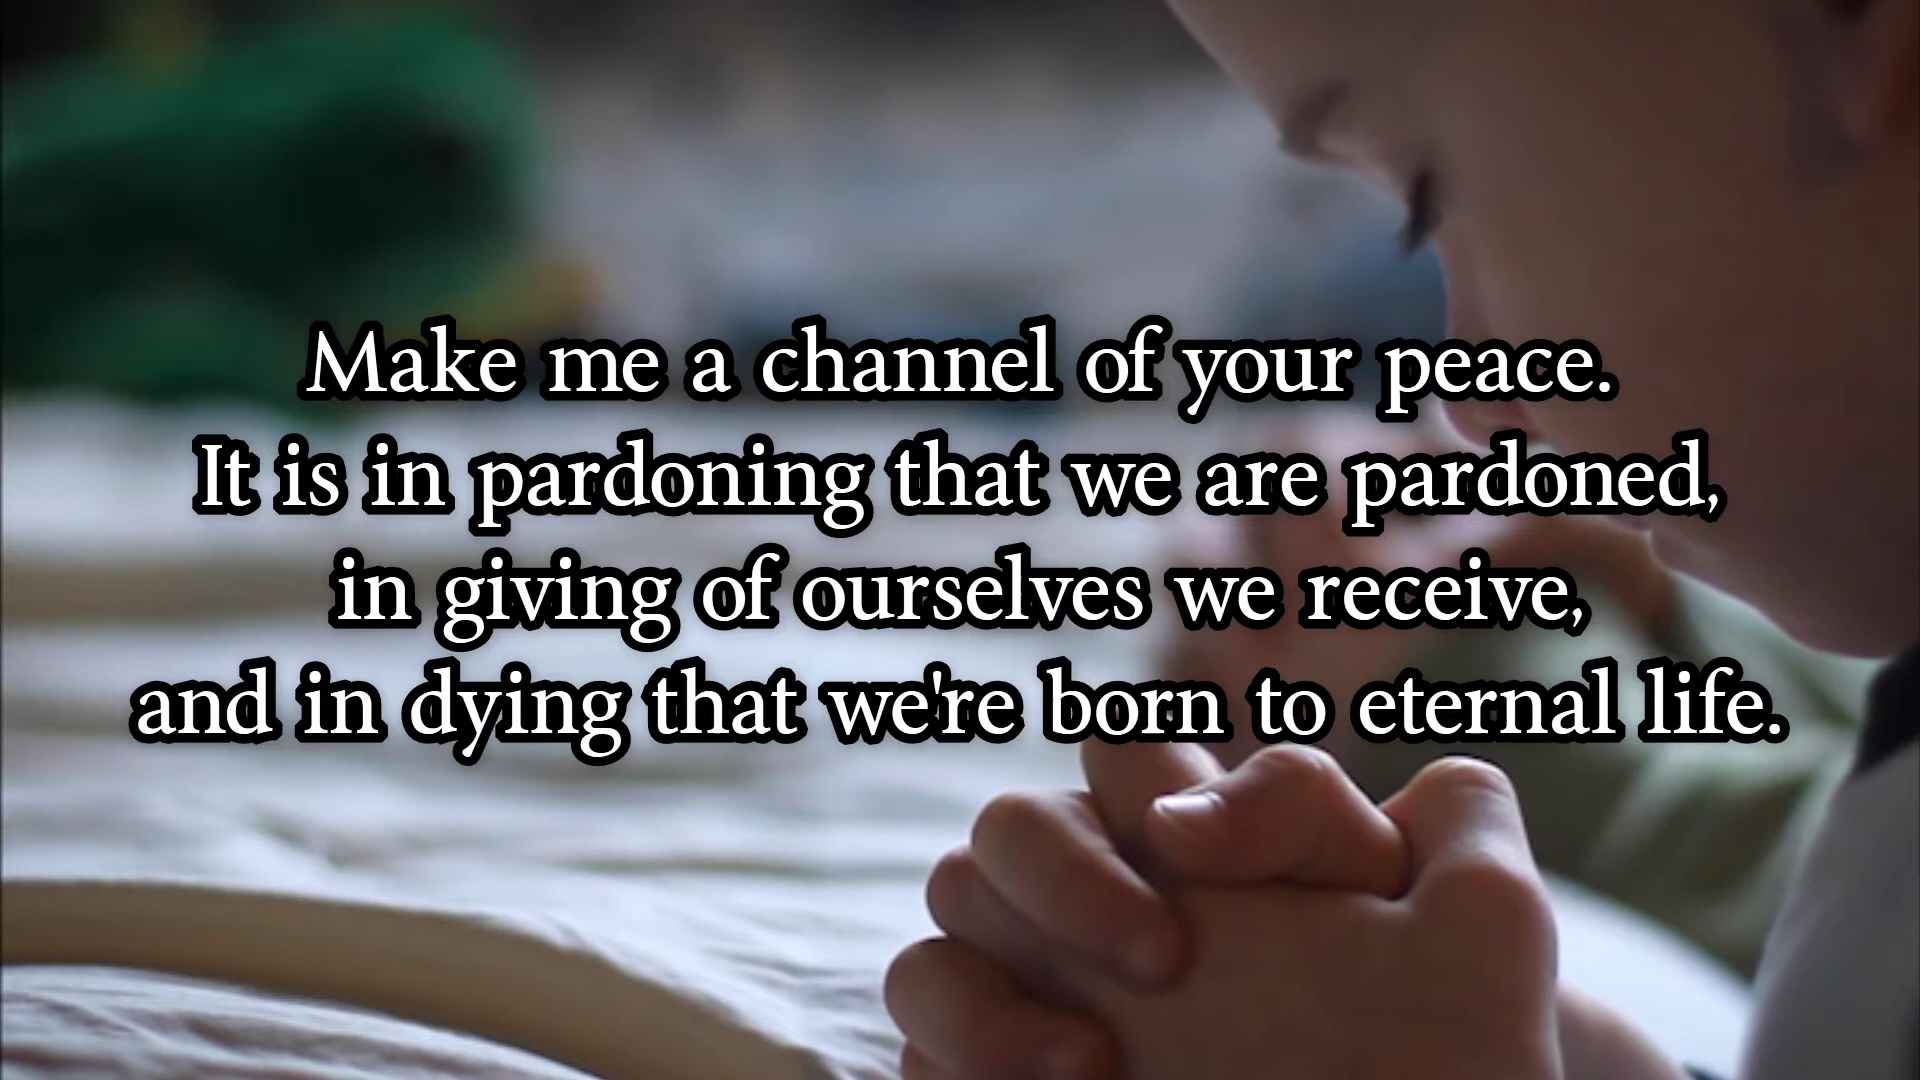 Make me a channel of your peace.
It is in pardoning that we are pardoned,
in giving of ourselves we receive,
and in dying that we're born to eternal life.